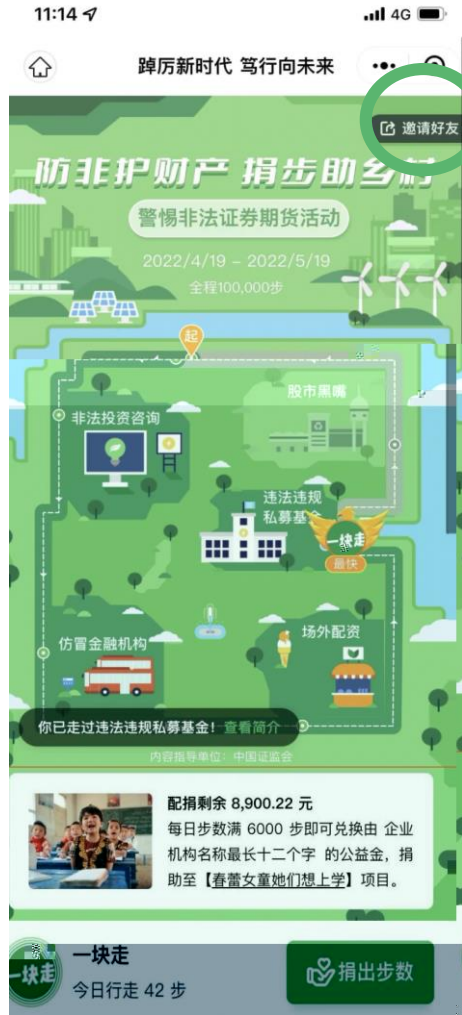 11:14
4G
踔厉新时代 笃行向未来
邀请好友
防非护财产 捐步助乡村
警惕非法证券期货活动
2022/4/19 – 2022/5/19
全程100,000步
起
股市黑嘴
非法投资咨询
违法违规
私募基金
一块走
最快
场外配资
仿冒金融机构
你已走过违法违规私募基金！查看简介
内容指导单位：中国证监会
配捐剩余 8,900.22 元
每日步数满 6000 步即可兑换由 企业
机构名称最长十二个字 的公益金，捐
助至【春蕾女童她们想上学】项目。
一块走
一块走
今日行走 42 步
捐出步数